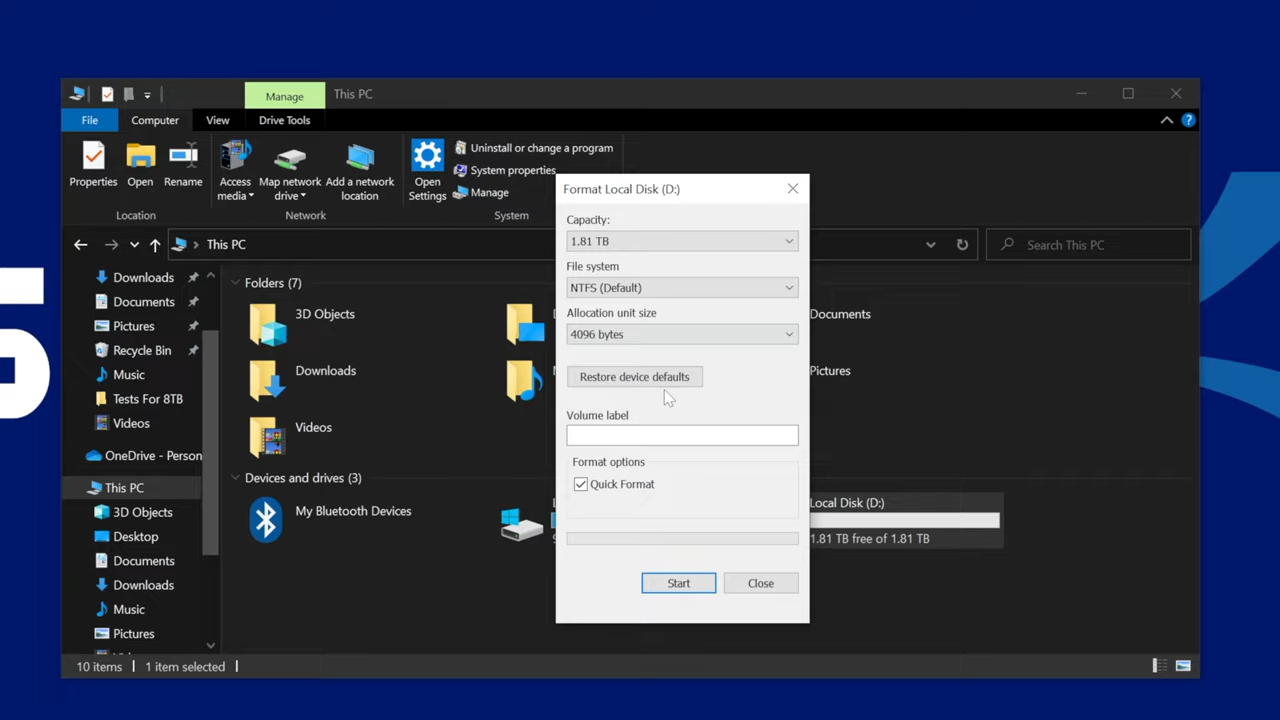 Manage
This PC
File
Computer
View
Drive Tools
Properties
Open
Rename
Access
media
Map network
drive
Add a network
location
Open
Settings
Uninstall or change a program
System properties
Manage
Location
Network
System
This PC
Search This PC
Downloads
Documents
Pictures
Recycle Bin
Music
Tests For 8TB
Videos
OneDrive - Person
This PC
3D Objects
Desktop
Documents
Downloads
Music
Pictures
Folders (7)
3D Objects
Downloads
Videos
Documents
Pictures
Devices and drives (3)
My Bluetooth Devices
Local Disk (D:)
1.81 TB free of 1.81 TB
Format Local Disk (D:)
Capacity:
1.81 TB
File system
NTFS (Default)
Allocation unit size
4096 bytes
Restore device defaults
Volume label
Format options
Quick Format
Start
Close
10 items
1 item selected